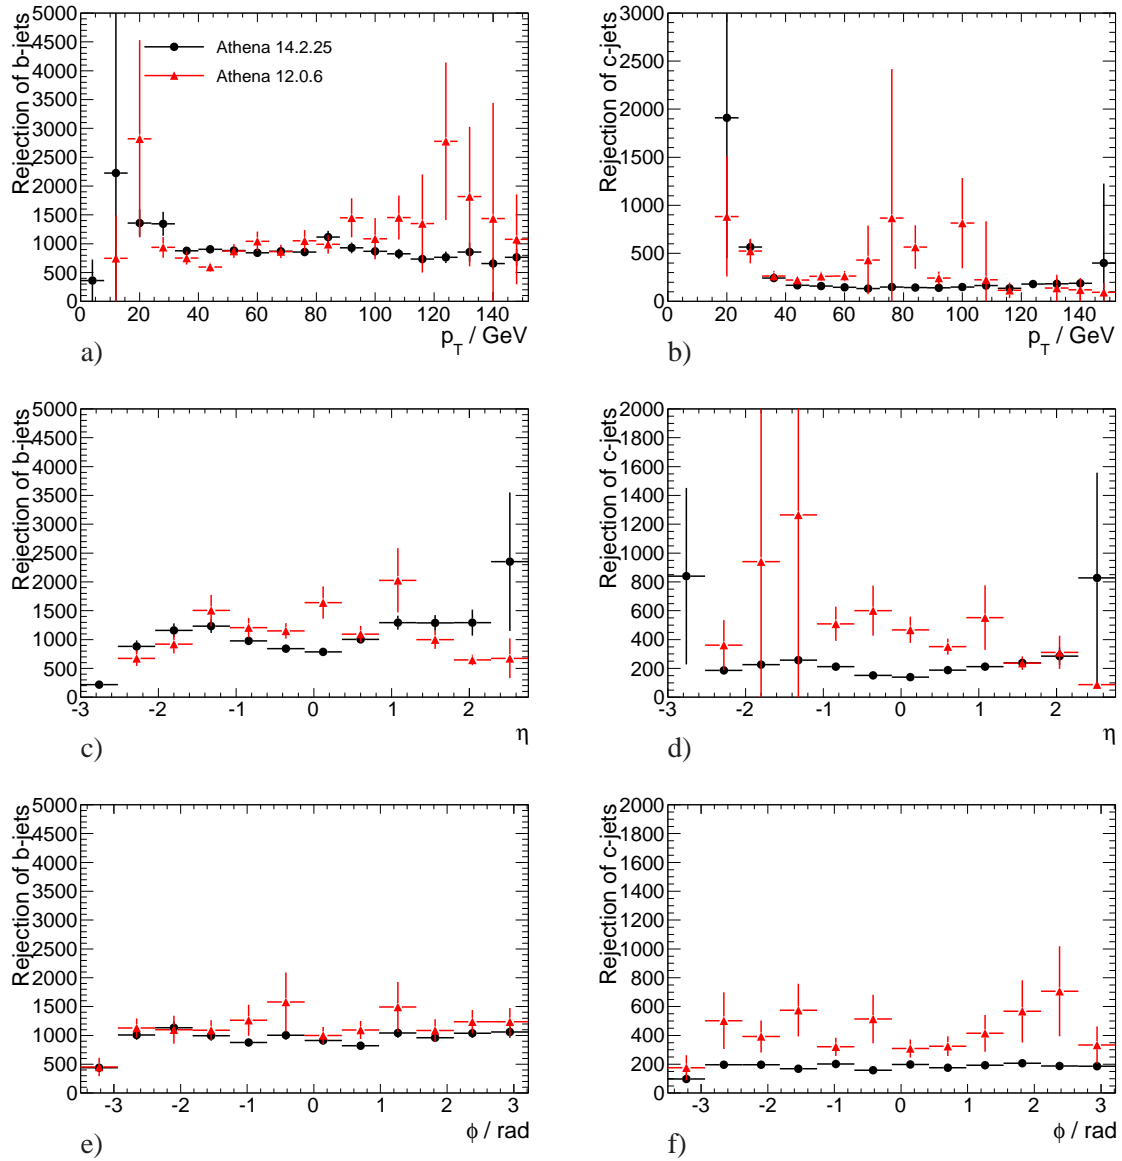 Rejection of b-jets
5000
4500
4000
3500
3000
2500
2000
1500
1000
500
0
Athena 14.2.25
Athena 12.0.6
0 20 40 60 80 100 120 140
p_T / GeV
a)
Rejection of c-jets
3000
2500
2000
1500
1000
500
0
0 20 40 60 80 100 120 140
p_T / GeV
b)
Rejection of b-jets
5000
4500
4000
3500
3000
2500
2000
1500
1000
500
0
-3 -2 -1 0 1 2
η
c)
Rejection of c-jets
2000
1800
1600
1400
1200
1000
800
600
400
200
0
-3 -2 -1 0 1 2
η
d)
Rejection of b-jets
5000
4500
4000
3500
3000
2500
2000
1500
1000
500
0
-3 -2 -1 0 1 2 3
ϕ / rad
e)
Rejection of c-jets
2000
1800
1600
1400
1200
1000
800
600
400
200
0
-3 -2 -1 0 1 2 3
ϕ / rad
f)